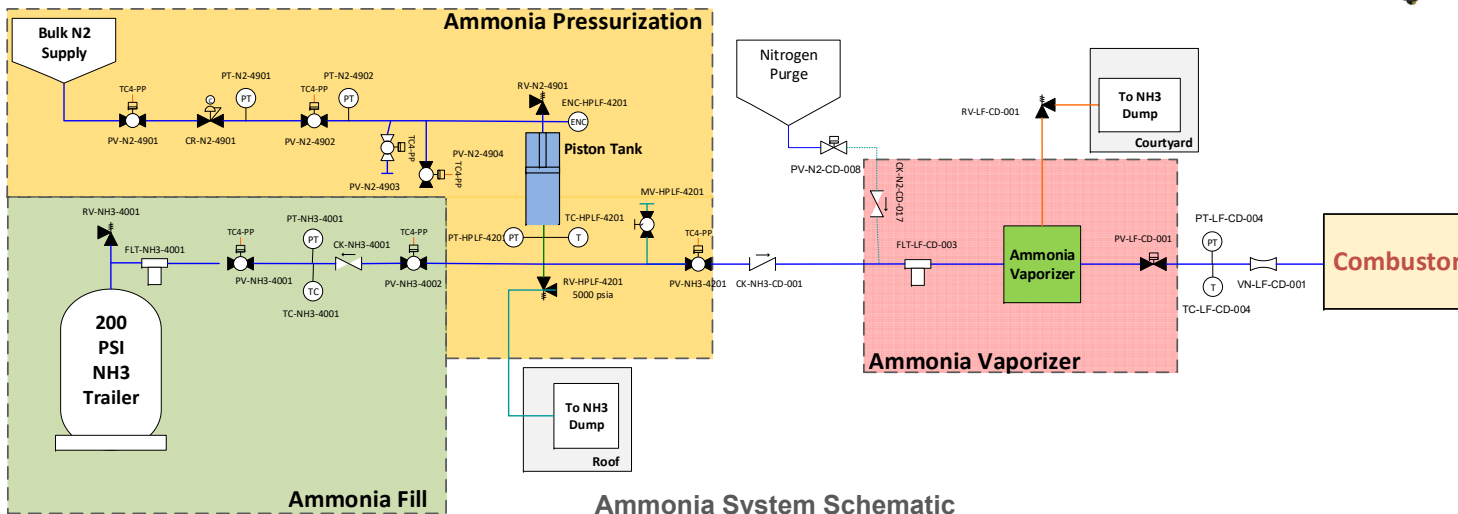 Ammonia Pressurization
Bulk N2
Supply
TC4-PP
PV-N2-4901
C
CR-N2-4901
PT-N2-4901
PT
TC4-PP
PV-N2-4902
PT-N2-4902
PT
TC4-PP
PV-N2-4903
PV-N2-4904
TC4-PP
RV-N2-4901
ENC-HPLF-4201
ENC
Piston Tank
TC-HPLF-4201
PT-HPLF-4201
PT
T
RV-HPLF-4201
5000 psia
MV-HPLF-4201
TC4-PP
PV-NH3-4201
RV-NH3-4001
FLT-NH3-4001
TC4-PP
PV-NH3-4001
PT-NH3-4001
PT
TC
TC-NH3-4001
CK-NH3-4001
TC4-PP
PV-NH3-4002
200
PSI
NH3
Trailer
Ammonia Fill
To NH3
Dump
Roof
CK-NH3-CD-001
Nitrogen
Purge
PV-N2-CD-008
CK-N2-CD-017
FLT-LF-CD-003
RV-LF-CD-001
To NH3
Dump
Courtyard
Ammonia
Vaporizer
PV-LF-CD-001
Ammonia Vaporizer
PT-LF-CD-004
PT
T
TC-LF-CD-004
VN-LF-CD-001
Combustor
Ammonia System Schematic